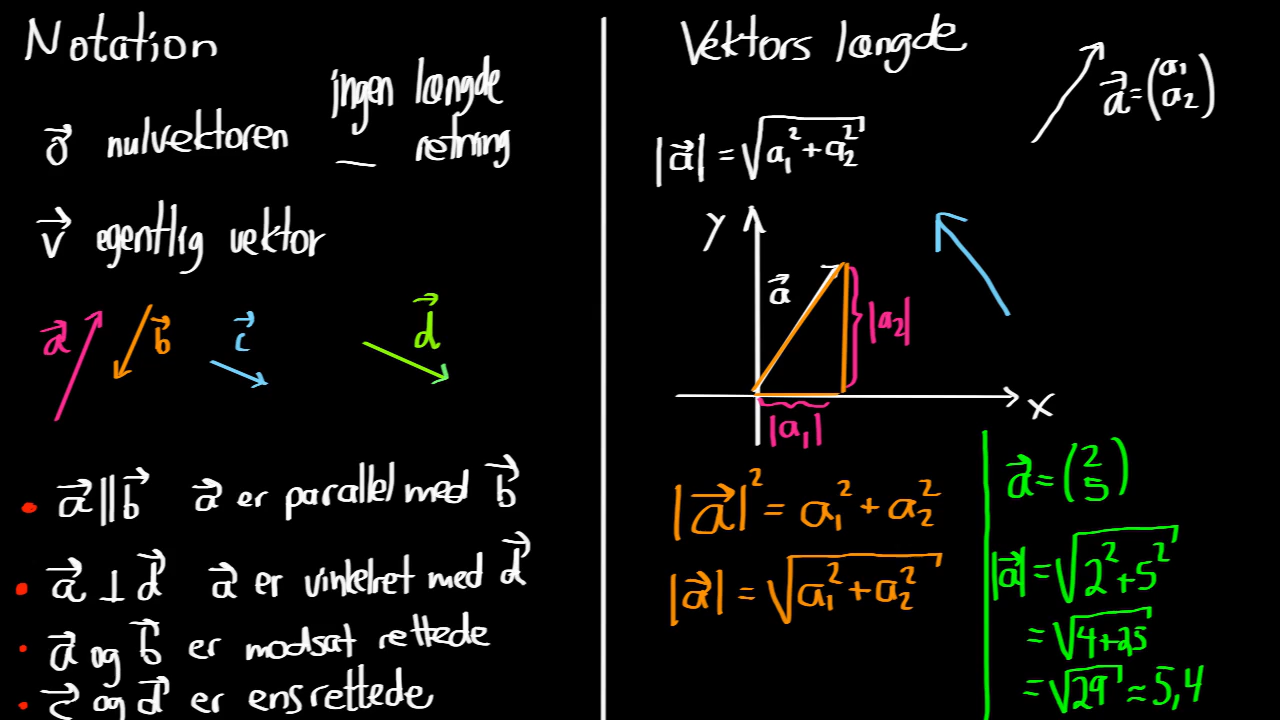 Notation
ingen længde
o⃗ nulvektoren — retning
v⃗ egentlig vektor
a⃗ b⃗ c⃗ d⃗
• a⃗ || b⃗ a⃗ er parallel med b⃗
• a⃗ ⊥ d⃗ a⃗ er vinkelret med d⃗
• a⃗ og b⃗ er modsat rettede
• c⃗ og d⃗ er ensrettede
Vektors længde
a⃗ = (a₁ a₂)
|a⃗| = √(a₁² + a₂²)
y
a⃗
|a₂|
x
|a₁|
|a⃗|² = a₁² + a₂²
|a⃗| = √(a₁² + a₂²)
a⃗ = (2 5)
|a⃗| = √(2² + 5²)
= √(4+25)
= √29 ≈ 5,4